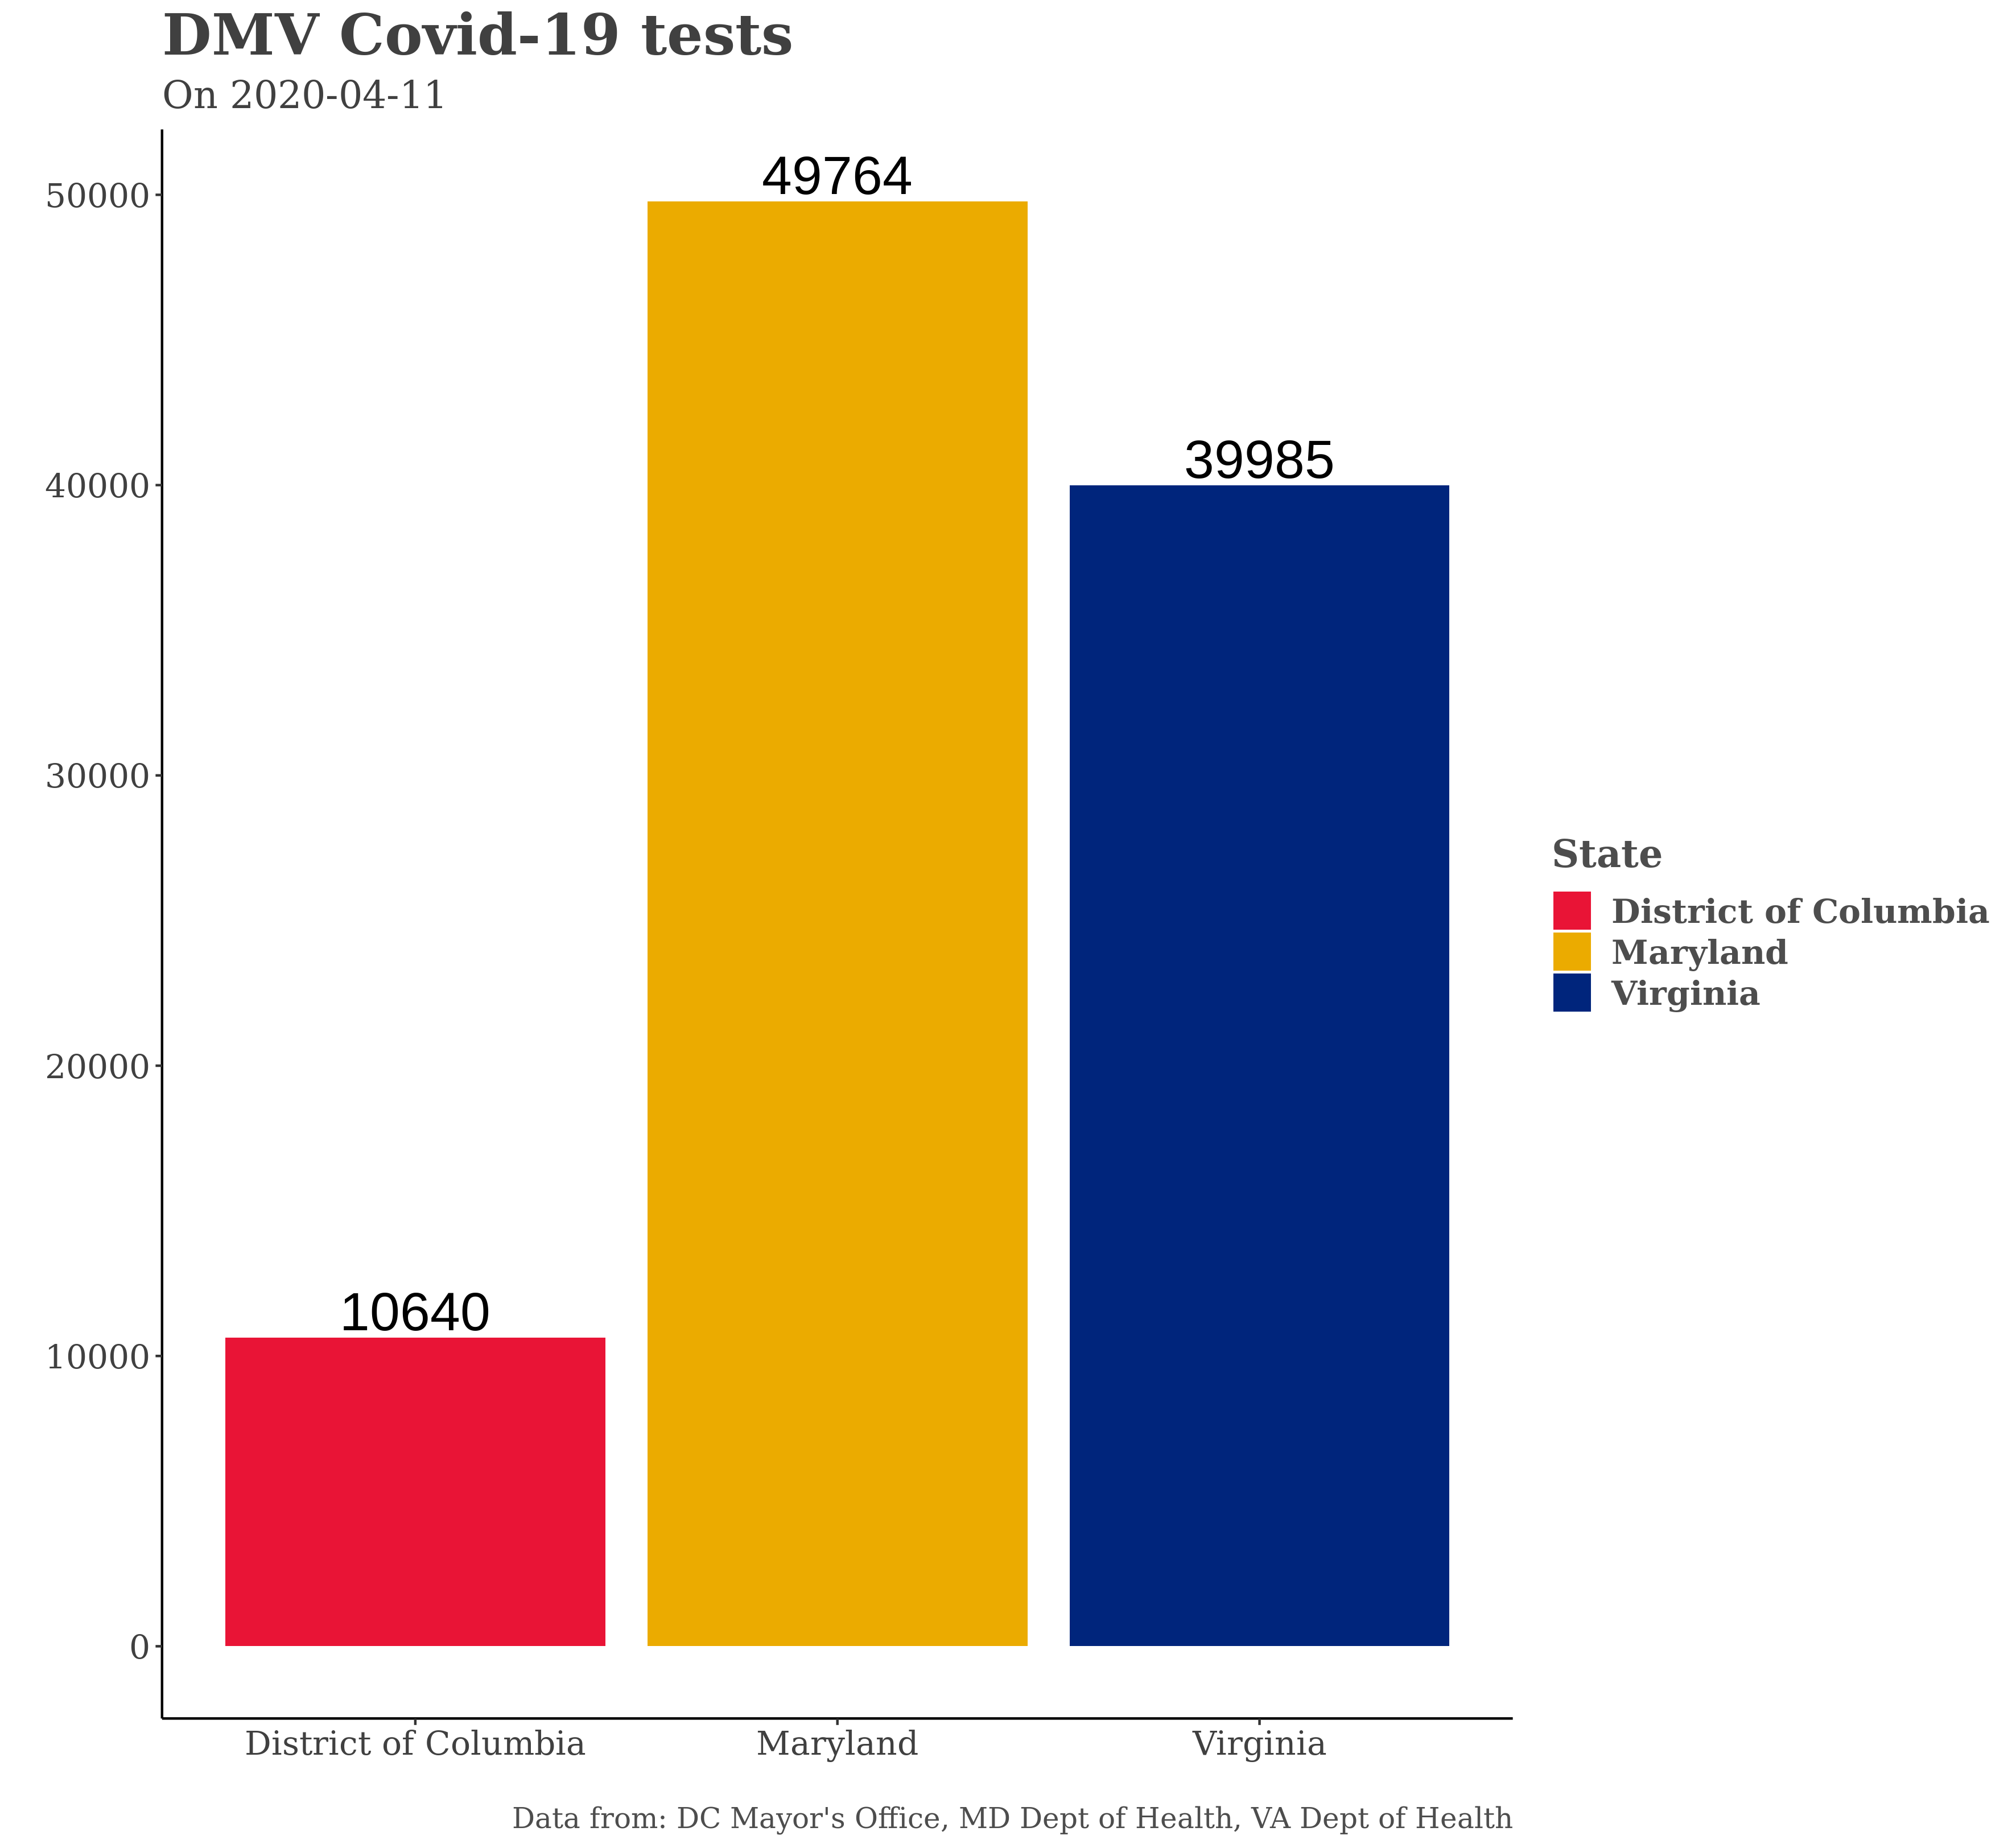 DMV Covid-19 tests
On 2020-04-11
50000
40000
30000
20000
10000
0
49764
39985
10640
District of Columbia
Maryland
Virginia
State
District of Columbia
Maryland
Virginia
Data from: DC Mayor's Office, MD Dept of Health, VA Dept of Health